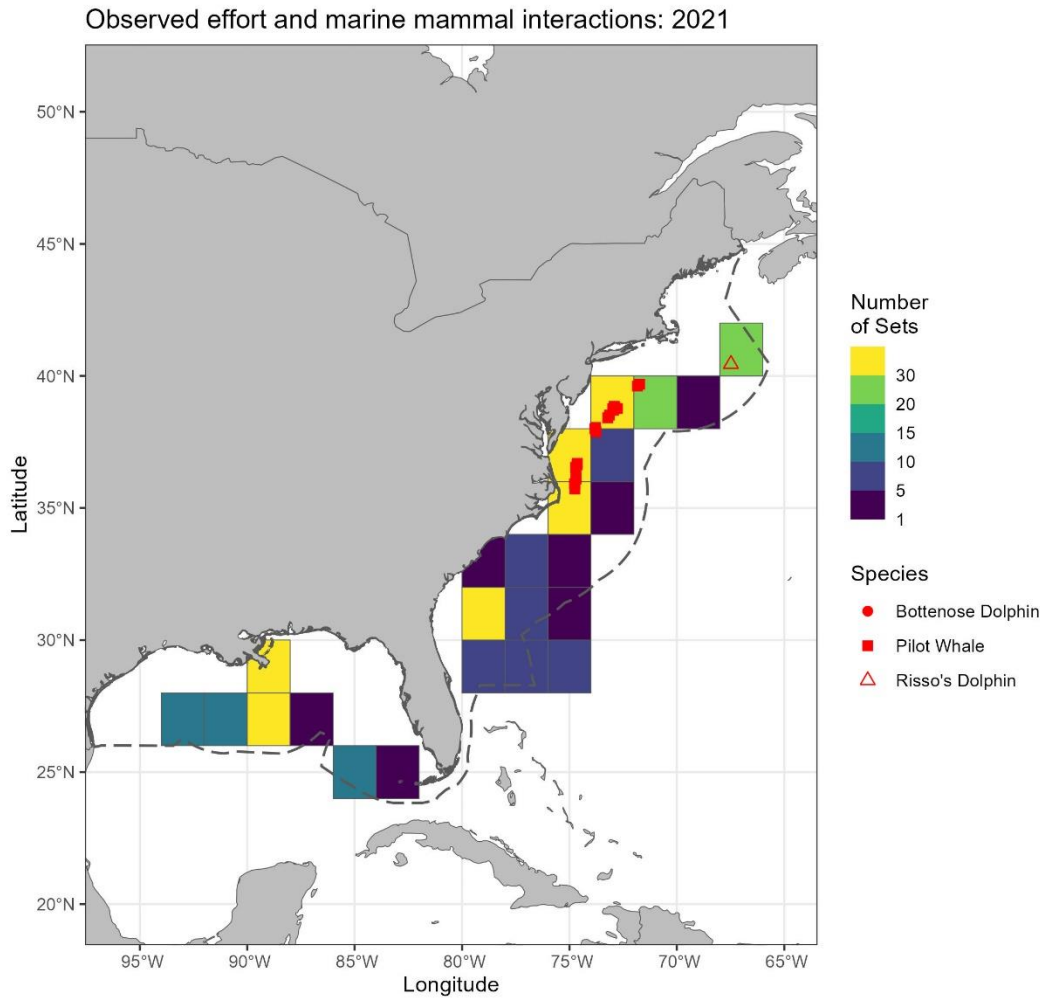 Observed effort and marine mammal interactions: 2021
50°N
45°N
40°N
35°N
30°N
25°N
20°N
Latitude
95°W
90°W
85°W
80°W
75°W
70°W
65°W
Longitude
Number
of Sets
30
20
15
10
5
1
Species
Bottenose Dolphin
Pilot Whale
Risso's Dolphin